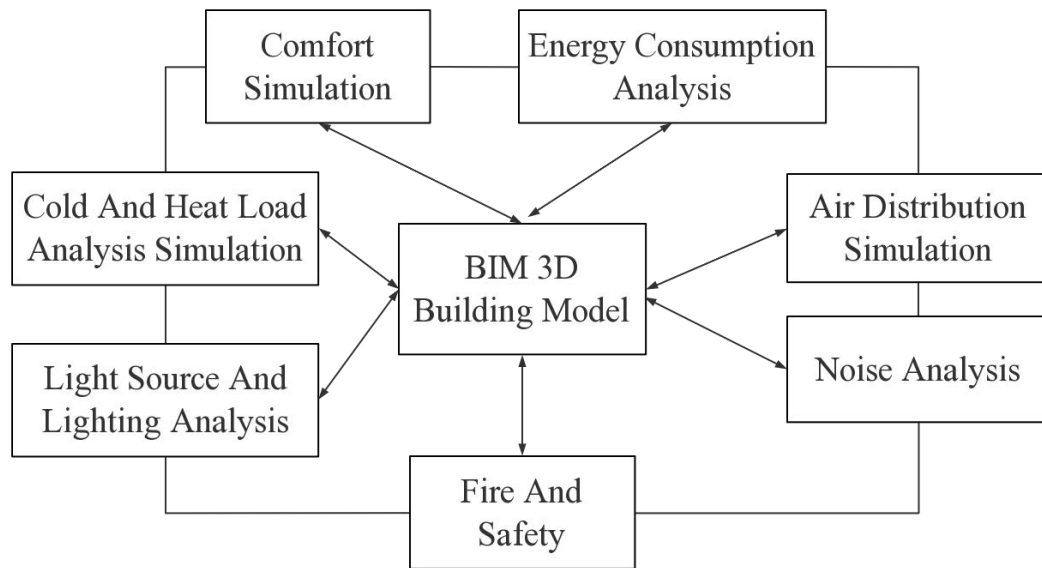 Comfort
Simulation
Energy Consumption
Analysis
Cold And Heat Load
Analysis Simulation
BIM 3D
Building Model
Air Distribution
Simulation
Light Source And
Lighting Analysis
Noise Analysis
Fire And
Safety